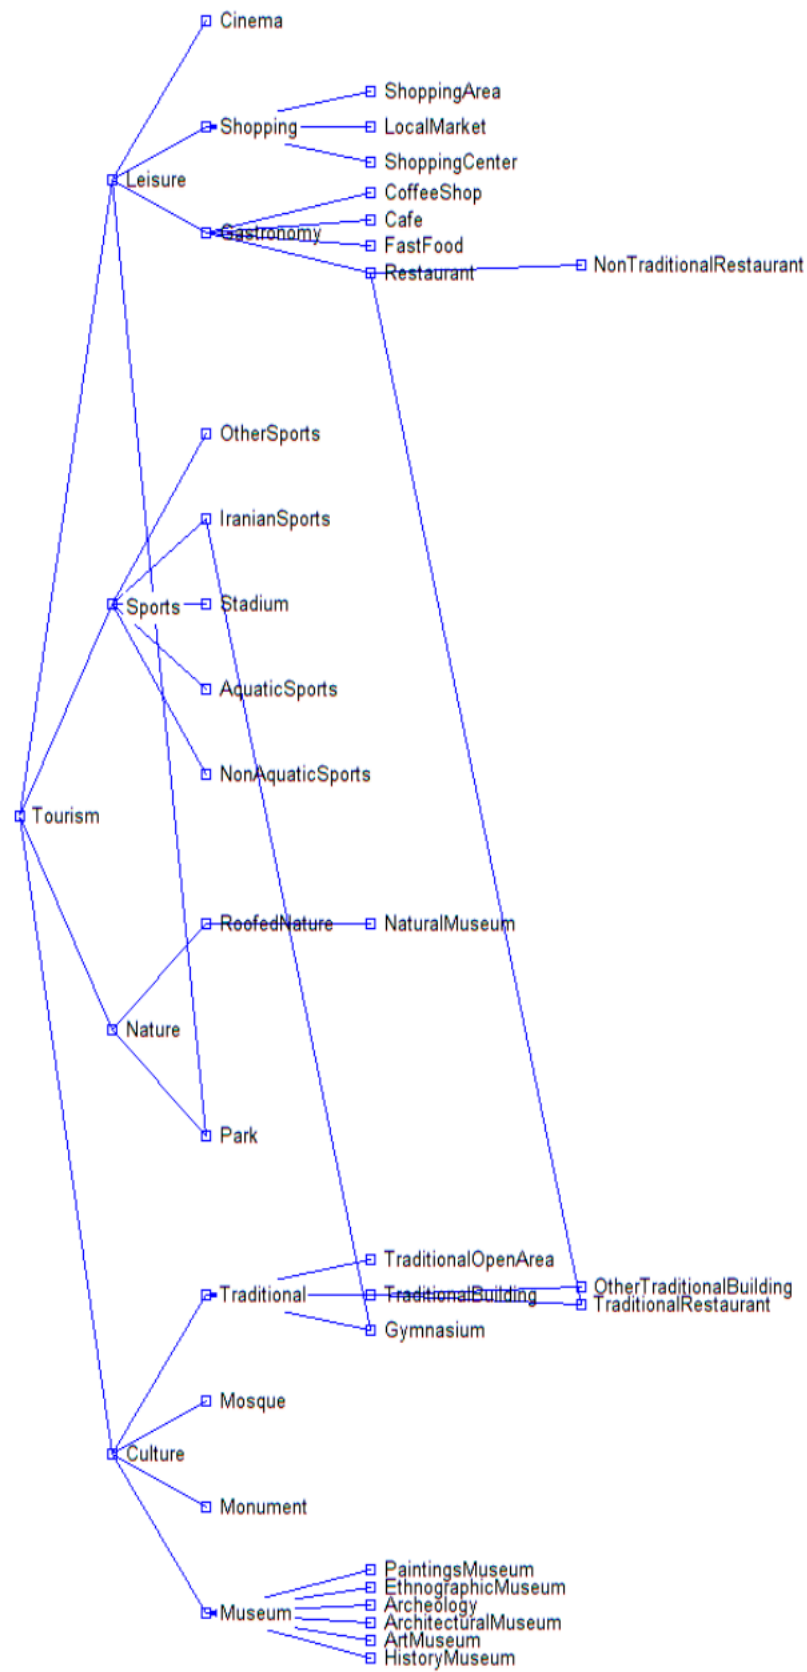 Cinema
ShoppingArea
Shopping
LocalMarket
ShoppingCenter
Leisure
CoffeeShop
Cafe
Gastronomy
FastFood
NonTraditionalRestaurant
Restaurant
OtherSports
IranianSports
Sports
Stadium
AquaticSports
NonAquaticSports
Tourism
RoofedNature
NaturalMuseum
Nature
Park
TraditionalOpenArea
OtherTraditionalBuilding
Traditional
TraditionalBuilding
TraditionalRestaurant
Gymnasium
Mosque
Culture
Monument
PaintingsMuseum
EthnographicMuseum
Archeology
Museum
ArchitecturalMuseum
ArtMuseum
HistoryMuseum